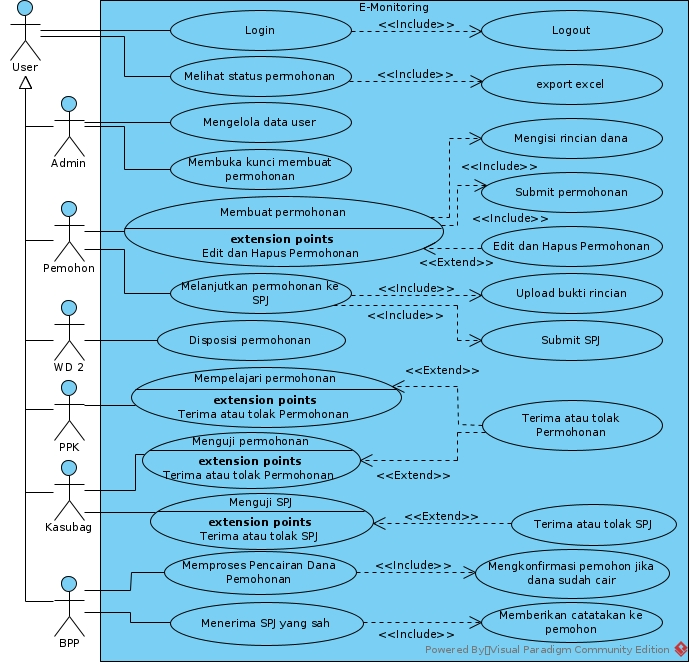 E-Monitoring
User
Login
<<Include>>
Logout
Melihat status permohonan
<<Include>>
export excel
Admin
Mengelola data user
Membuka kunci membuat
permohonan
Mengisi rincian dana
<<Include>>
Submit permohonan
<<Include>>
Pemohon
Membuat permohonan
extension points
Edit dan Hapus Permohonan
<<Extend>>
Edit dan Hapus Permohonan
Melanjutkan permohonan ke
SPJ
<<Include>>
Upload bukti rincian
<<Include>>
Submit SPJ
WD 2
Disposisi permohonan
PPK
Mempelajari permohonan
extension points
Terima atau tolak Permohonan
<<Extend>>
Terima atau tolak
Permohonan
Menguji permohonan
extension points
Terima atau tolak Permohonan
<<Extend>>
Kasubag
Menguji SPJ
extension points
Terima atau tolak SPJ
<<Extend>>
Terima atau tolak SPJ
BPP
Memproses Pencairan Dana
Pemohonan
<<Include>>
Mengkonfirmasi pemohon jika
dana sudah cair
Menerima SPJ yang sah
<<Include>>
Memberikan catatakan ke
pemohon
Powered By▯Visual Paradigm Community Edition